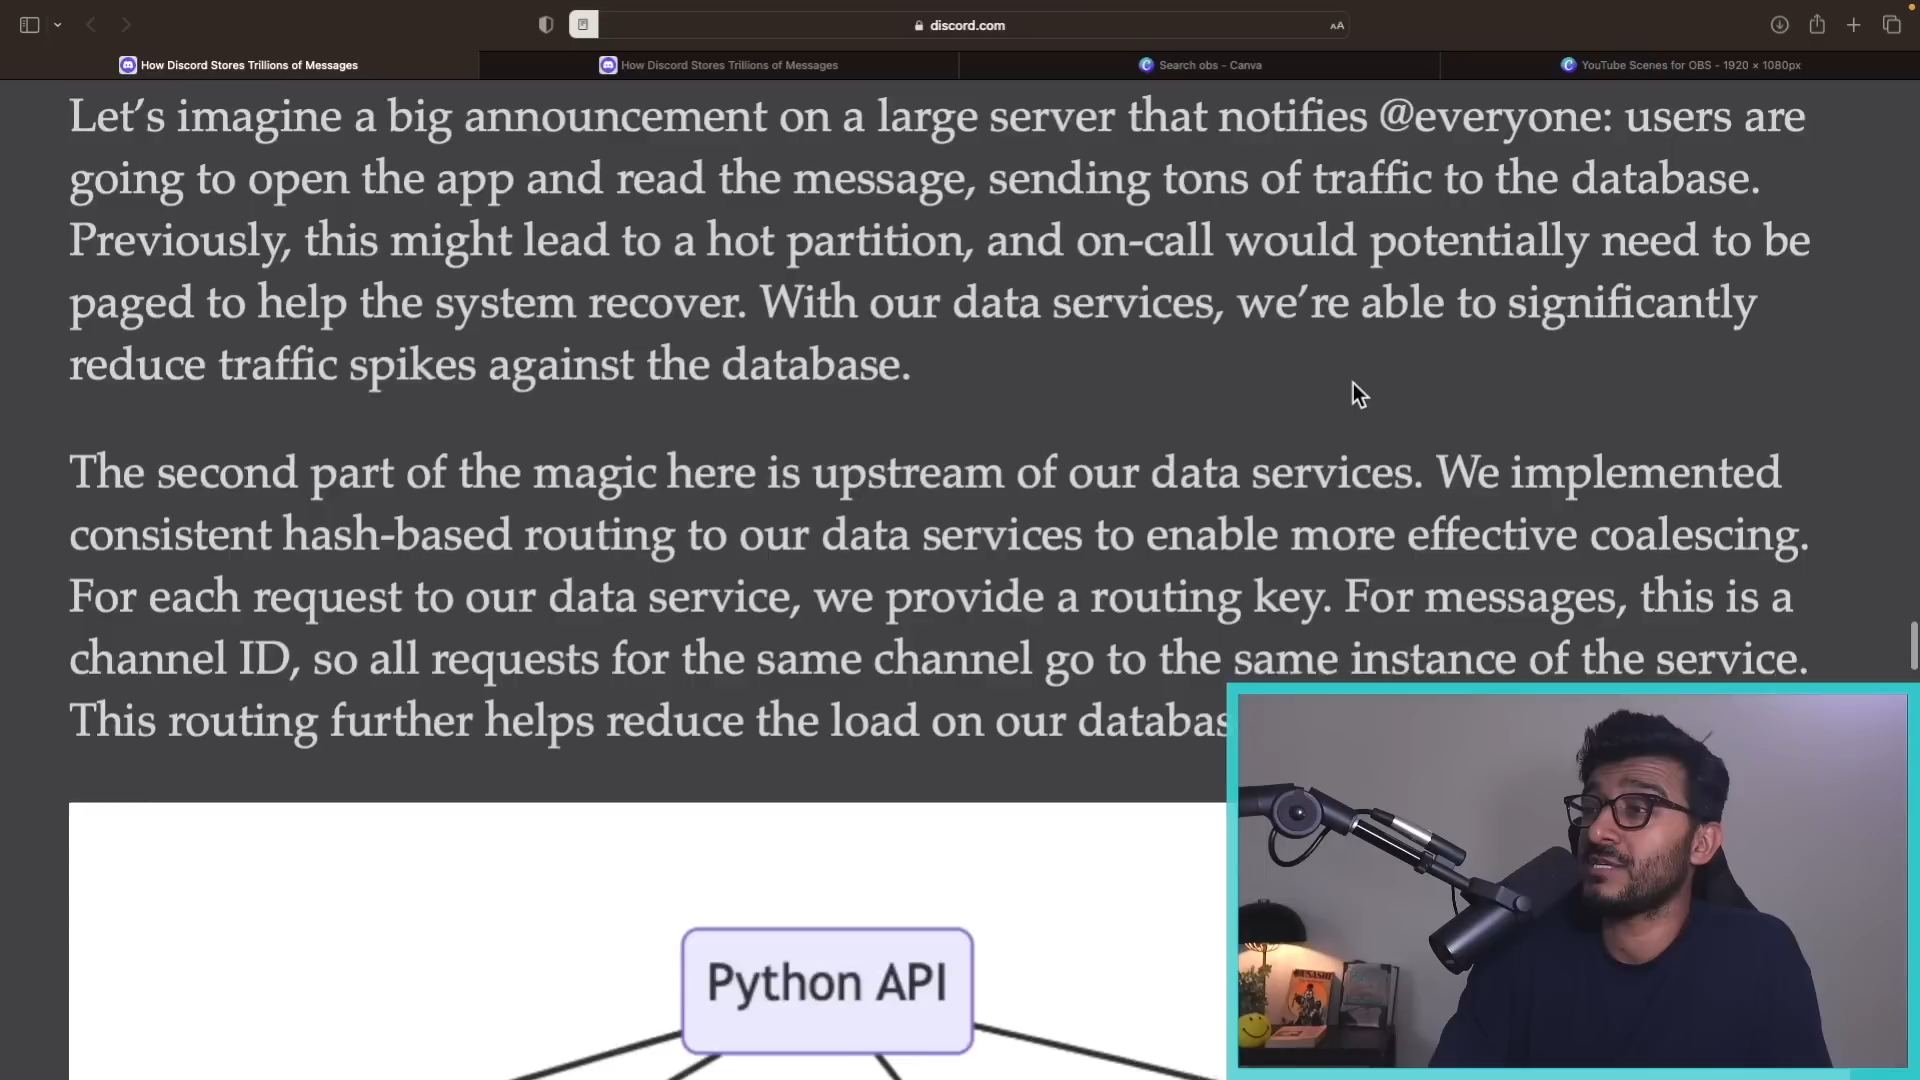 discord.com
How Discord Stores Trillions of Messages
How Discord Stores Trillions of Messages
Search obs – Canva
YouTube Scenes for OBS - 1920 × 1080px
Let’s imagine a big announcement on a large server that notifies @everyone: users are
going to open the app and read the message, sending tons of traffic to the database.
Previously, this might lead to a hot partition, and on-call would potentially need to be
paged to help the system recover. With our data services, we’re able to significantly
reduce traffic spikes against the database.
The second part of the magic here is upstream of our data services. We implemented
consistent hash-based routing to our data services to enable more effective coalescing.
For each request to our data service, we provide a routing key. For messages, this is a
channel ID, so all requests for the same channel go to the same instance of the service.
This routing further helps reduce the load on our databas
Python API
MUSASHI